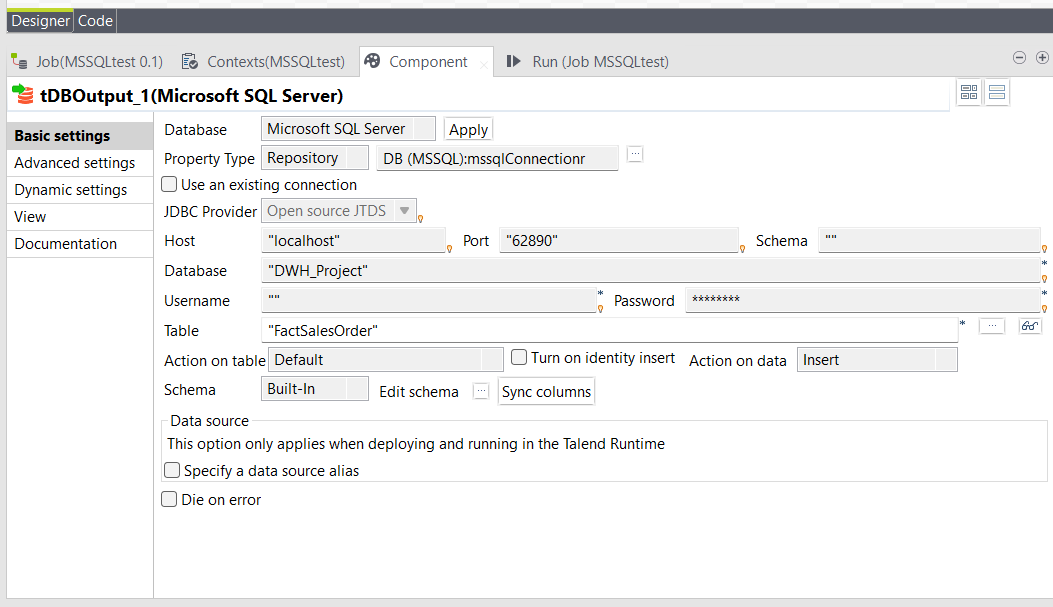 Designer Code
Job(MSSQLtest 0.1) Contexts(MSSQLtest) Component Run (Job MSSQLtest)
tDBOutput_1(Microsoft SQL Server)
Basic settings
Advanced settings
Dynamic settings
View
Documentation
Database Microsoft SQL Server Apply
Property Type Repository DB (MSSQL):mssqlConnectionr ...
Use an existing connection
JDBC Provider Open source JTDS
Host "localhost" Port "62890" Schema ""
Database "DWH_Project" *
Username "" * Password ******** *
Table "FactSalesOrder" * ...
Action on table Default Turn on identity insert Action on data Insert
Schema Built-In Edit schema ... Sync columns
Data source
This option only applies when deploying and running in the Talend Runtime
Specify a data source alias
Die on error